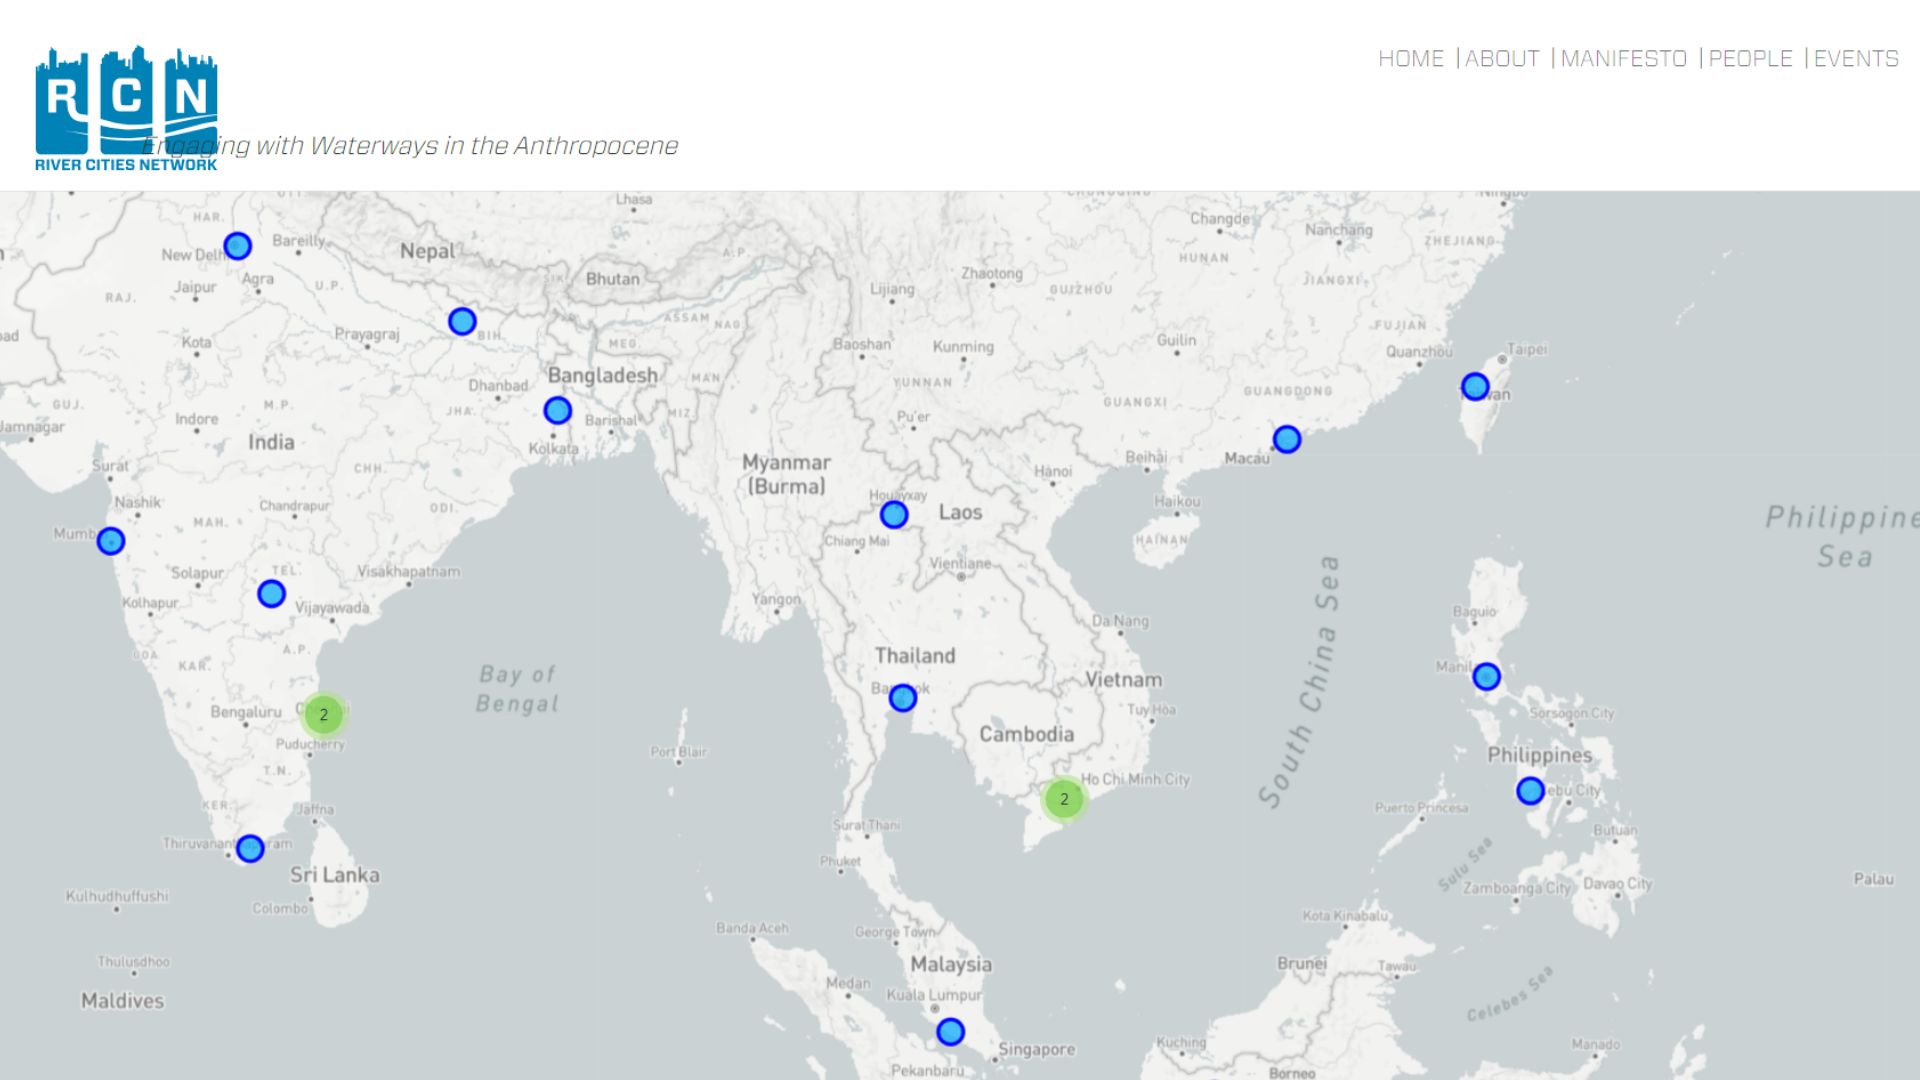 HOME | ABOUT | MANIFESTO | PEOPLE | EVENTS
RCN
Engaging with Waterways in the Anthropocene
RIVER CITIES NETWORK
Lhasa
Changde
Nanchang
HAR.
New Delhi
Bareilly
Nepal
A.P.
ZHEJIANG
HUNAN
Agra
Jaipur
U.P.
SIK.
Bhutan
Zhaotong
Lijiang
GUIZHOU
JIANGXI
RAJ.
ASSAM
NAG.
FUJIAN
Kota
Prayagraj
BIH.
MEG.
Baoshan
Kunming
Guilin
Quanzhou
Taipei
Dhanbad
Bangladesh
MAN.
YUNNAN
GUANGDONG
Taiwan
GUJ.
M.P.
JHA.
GUANGXI
Jamnagar
Indore
Barishal
MIZ.
Pu'er
India
Kolkata
Surat
CHH.
Myanmar
(Burma)
Hanoi
Beihai
Macau
Nashik
Chandrapur
ODI.
Houayxay
Laos
Haikou
Philippine
Sea
Mumbai
MAH.
Chiang Mai
HAINAN
Solapur
TEL.
Visakhapatnam
Vientiane
Kolhapur
Vijayawada
Yangon
Da Nang
South China Sea
Baguio
GOA
KAR.
A.P.
Bay of
Bengal
Thailand
Vietnam
Manila
Bangkok
Bengaluru
Chennai
2
Tuy Hòa
Sorsogon City
Puducherry
Port Blair
Cambodia
Philippines
T.N.
2
Ho Chi Minh City
Cebu City
KER.
Jaffna
Surat Thani
Puerto Princesa
Butuan
Thiruvananthapuram
Phuket
Sulu Sea
Sri Lanka
Zamboanga City
Davao City
Palau
Kulhudhuffushi
Colombo
Banda Aceh
George Town
Kota Kinabalu
Thulusdhoo
Malaysia
Brunei
Tawau
Maldives
Medan
Kuala Lumpur
Celebes Sea
Singapore
Kuching
Manado
Pekanbaru
Borneo